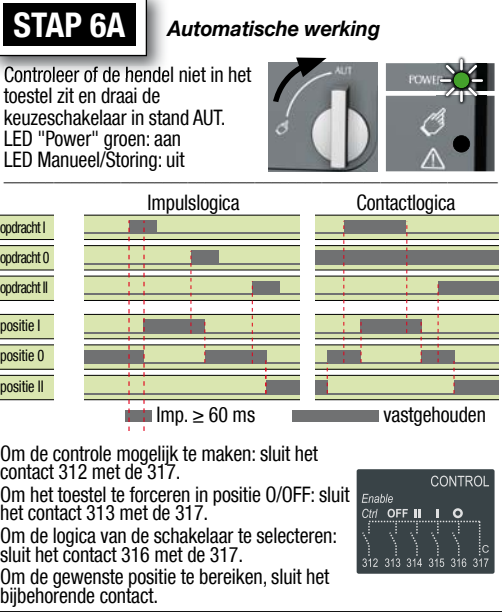 STAP 6A
Automatische werking
Controleer of de hendel niet in het
toestel zit en draai de
keuzeschakelaar in stand AUT.
LED "Power" groen: aan
LED Manueel/Storing: uit
AUT
POWER
Impulslogica
Contactlogica
opdracht I
opdracht 0
opdracht II
positie I
positie 0
positie II
Imp. ≥ 60 ms
vastgehouden
Om de controle mogelijk te maken: sluit het
contact 312 met de 317.
Om het toestel te forceren in positie O/OFF: sluit
het contact 313 met de 317.
Om de logica van de schakelaar te selecteren:
sluit het contact 316 met de 317.
Om de gewenste positie te bereiken, sluit het
bijbehorende contact.
CONTROL
Enable
Ctrl OFF II I O
C
312 313 314 315 316 317